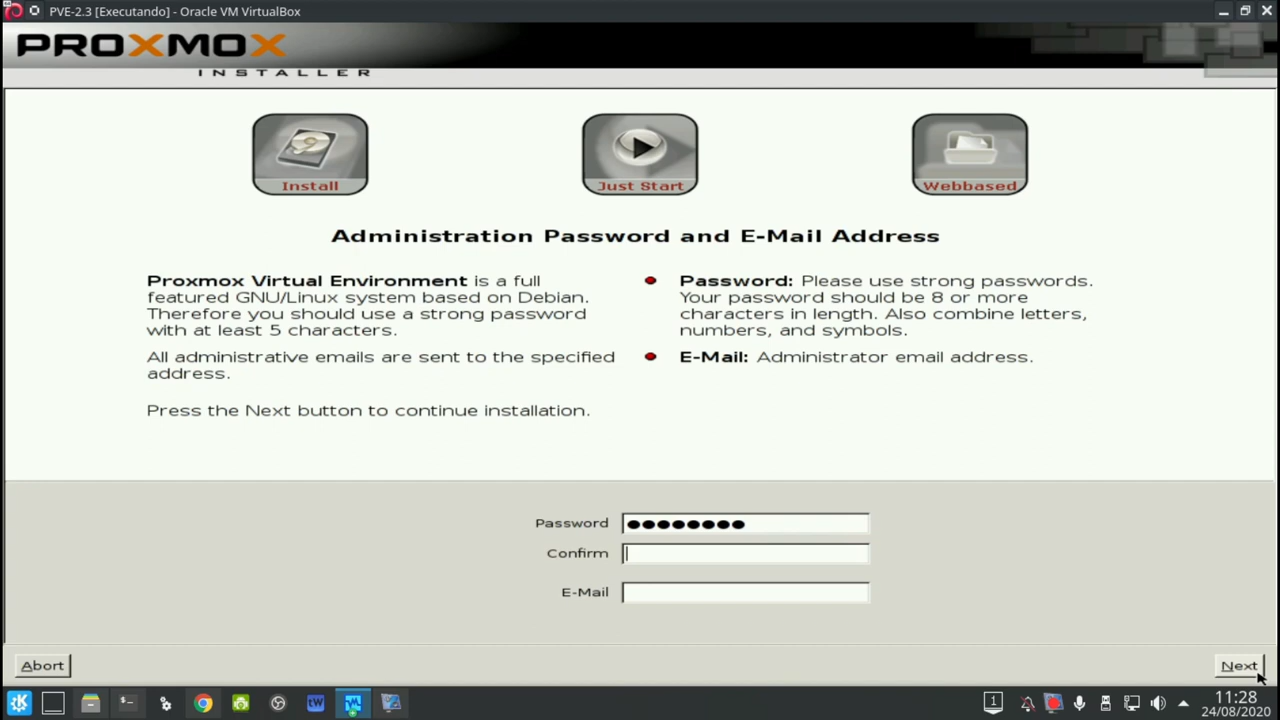 PVE-2.3 [Executando] - Oracle VM VirtualBox
PROXMOX
INSTALLER
Install
Just Start
Webbased
Administration Password and E-Mail Address
Proxmox Virtual Environment is a full
featured GNU/Linux system based on Debian.
Therefore you should use a strong password
with at least 5 characters.
All administrative emails are sent to the specified
address.
Press the Next button to continue installation.
Password: Please use strong passwords.
Your password should be 8 or more
characters in length. Also combine letters,
numbers, and symbols.
E-Mail: Administrator email address.
Password
Confirm
E-Mail
Abort
Next
1
11:28
24/08/2020